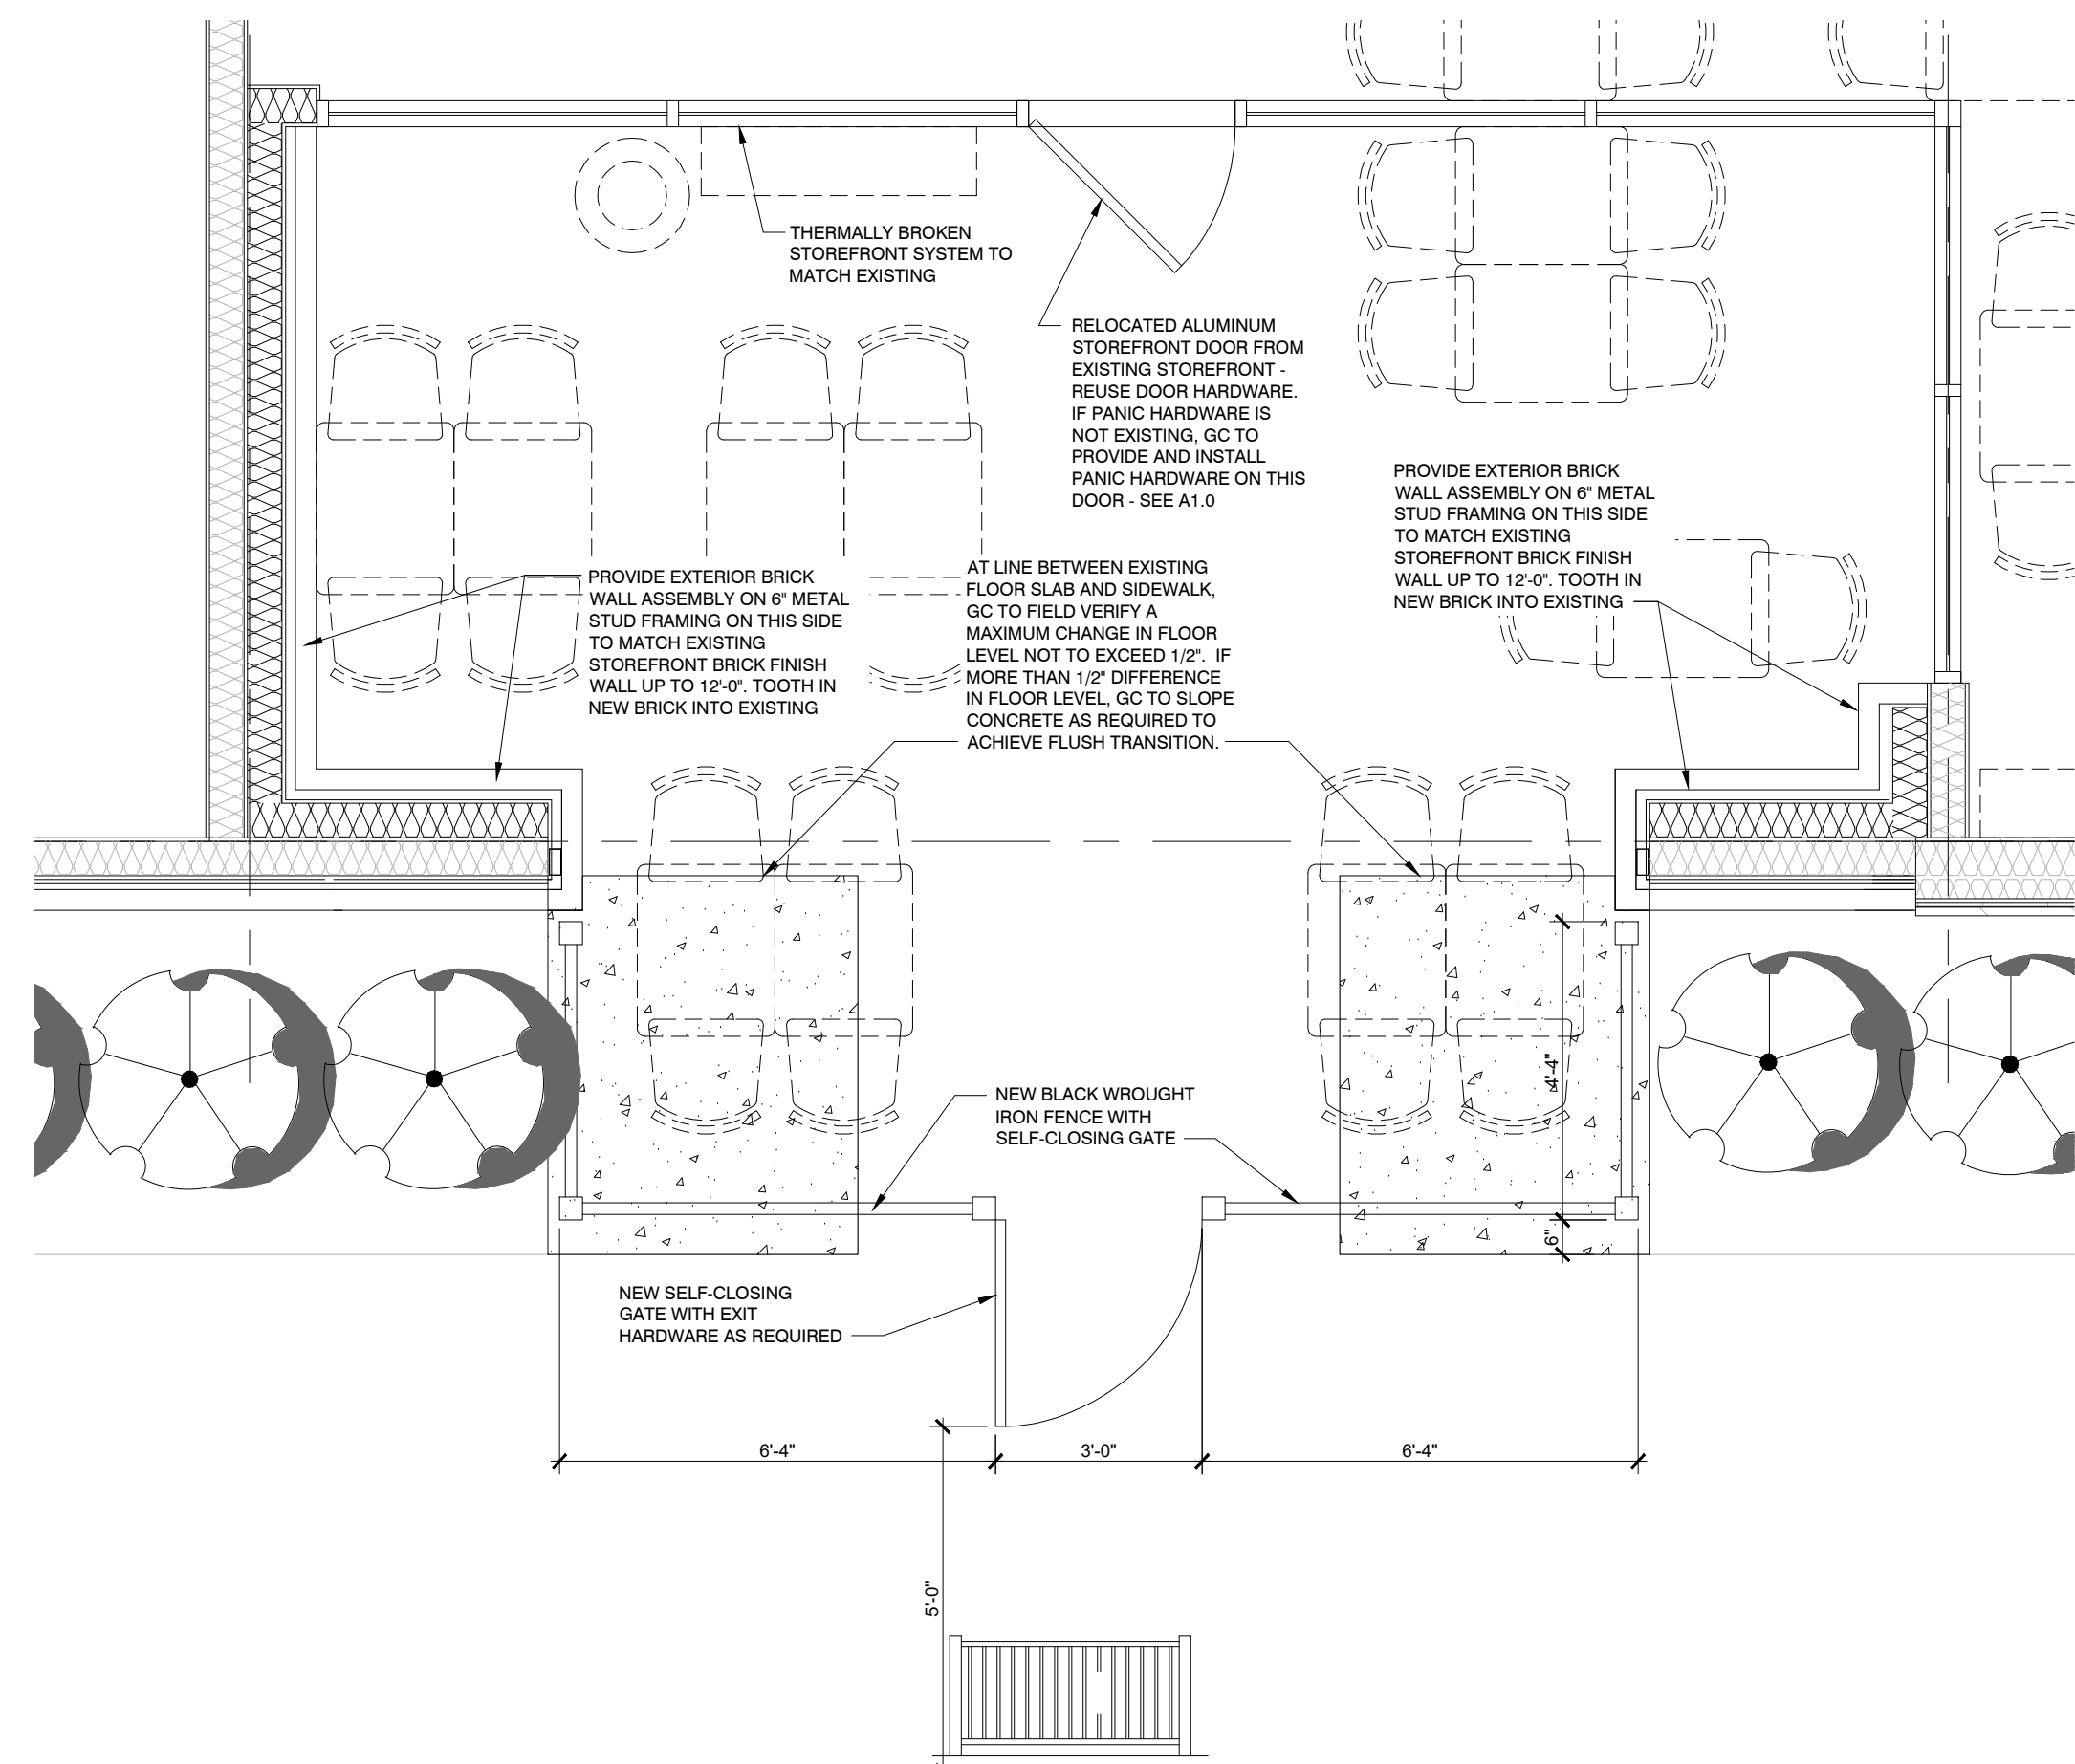 THERMALLY BROKEN
STOREFRONT SYSTEM TO
MATCH EXISTING
RELOCATED ALUMINUM
STOREFRONT DOOR FROM
EXISTING STOREFRONT -
REUSE DOOR HARDWARE.
IF PANIC HARDWARE IS
NOT EXISTING, GC TO
PROVIDE AND INSTALL
PANIC HARDWARE ON THIS
DOOR - SEE A1.0
PROVIDE EXTERIOR BRICK
WALL ASSEMBLY ON 6" METAL
STUD FRAMING ON THIS SIDE
TO MATCH EXISTING
STOREFRONT BRICK FINISH
WALL UP TO 12'-0". TOOTH IN
NEW BRICK INTO EXISTING
PROVIDE EXTERIOR BRICK
WALL ASSEMBLY ON 6" METAL
STUD FRAMING ON THIS SIDE
TO MATCH EXISTING
STOREFRONT BRICK FINISH
WALL UP TO 12'-0". TOOTH IN
NEW BRICK INTO EXISTING
AT LINE BETWEEN EXISTING
FLOOR SLAB AND SIDEWALK,
GC TO FIELD VERIFY A
MAXIMUM CHANGE IN FLOOR
LEVEL NOT TO EXCEED 1/2". IF
MORE THAN 1/2" DIFFERENCE
IN FLOOR LEVEL, GC TO SLOPE
CONCRETE AS REQUIRED TO
ACHIEVE FLUSH TRANSITION.
4'-4"
NEW BLACK WROUGHT
IRON FENCE WITH
SELF-CLOSING GATE
6"
NEW SELF-CLOSING
GATE WITH EXIT
HARDWARE AS REQUIRED
6'-4"
3'-0"
6'-4"
5'-0"